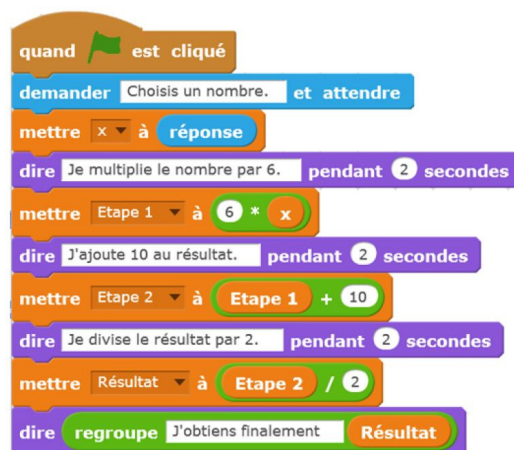 quand est cliqué
demander Choisis un nombre. et attendre
mettre x à réponse
dire Je multiplie le nombre par 6. pendant 2 secondes
mettre Etape 1 à 6 * x
dire J'ajoute 10 au résultat. pendant 2 secondes
mettre Etape 2 à Etape 1 + 10
dire Je divise le résultat par 2. pendant 2 secondes
mettre Résultat à Etape 2 / 2
dire regroupe J'obtiens finalement Résultat